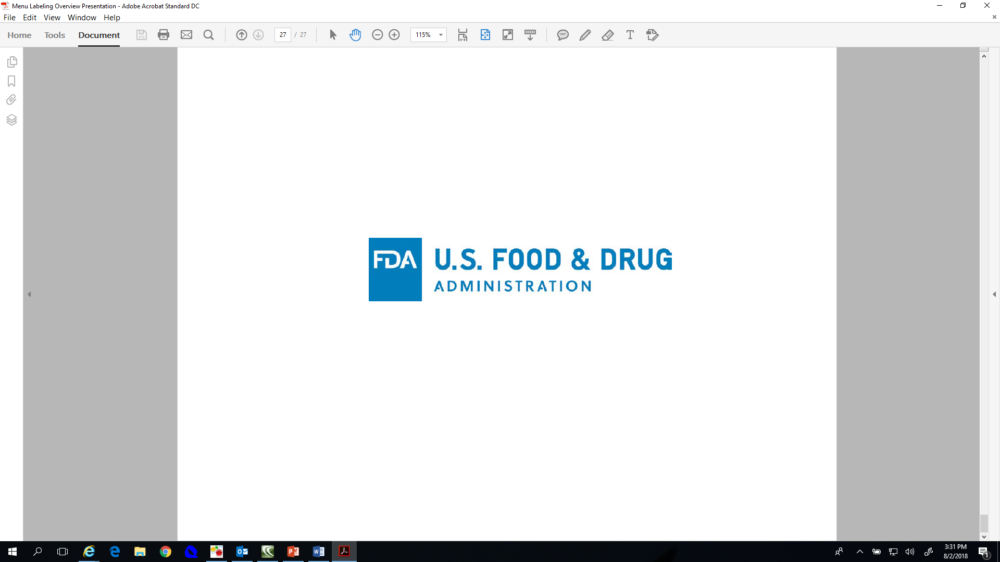 Menu Labeling Overview Presentation - Adobe Acrobat Standard DC
File Edit View Window Help
Home Tools Document 27 / 27 115%
FDA U.S. FOOD & DRUG
ADMINISTRATION
3:31 PM
8/2/2018
1